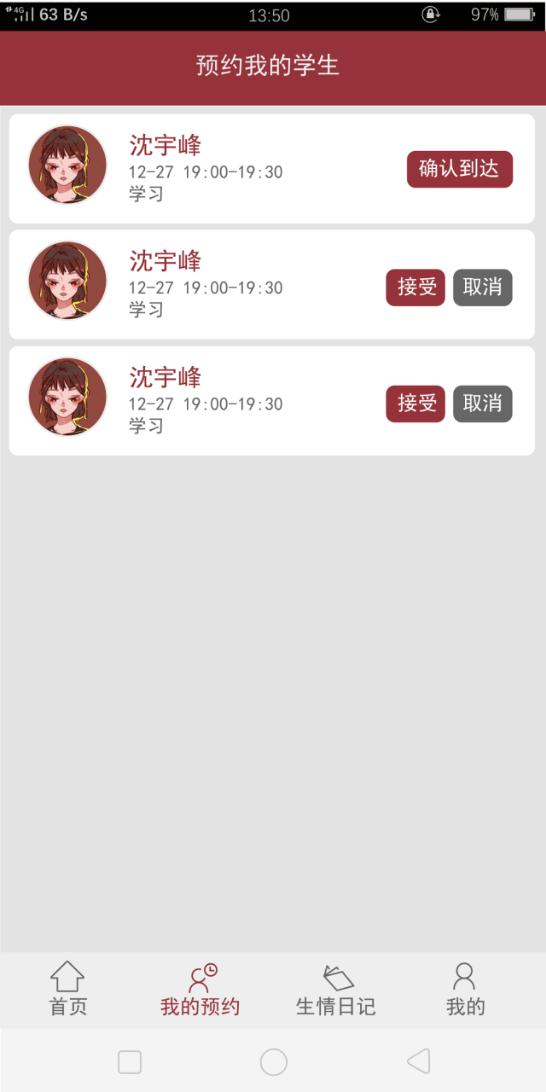 4G 63 B/s 13:50 97%
预约我的学生
沈宇峰
12-27 19:00-19:30
学习
确认到达
沈宇峰
12-27 19:00-19:30
学习
接受 取消
沈宇峰
12-27 19:00-19:30
学习
接受 取消
首页 我的预约 生情日记 我的